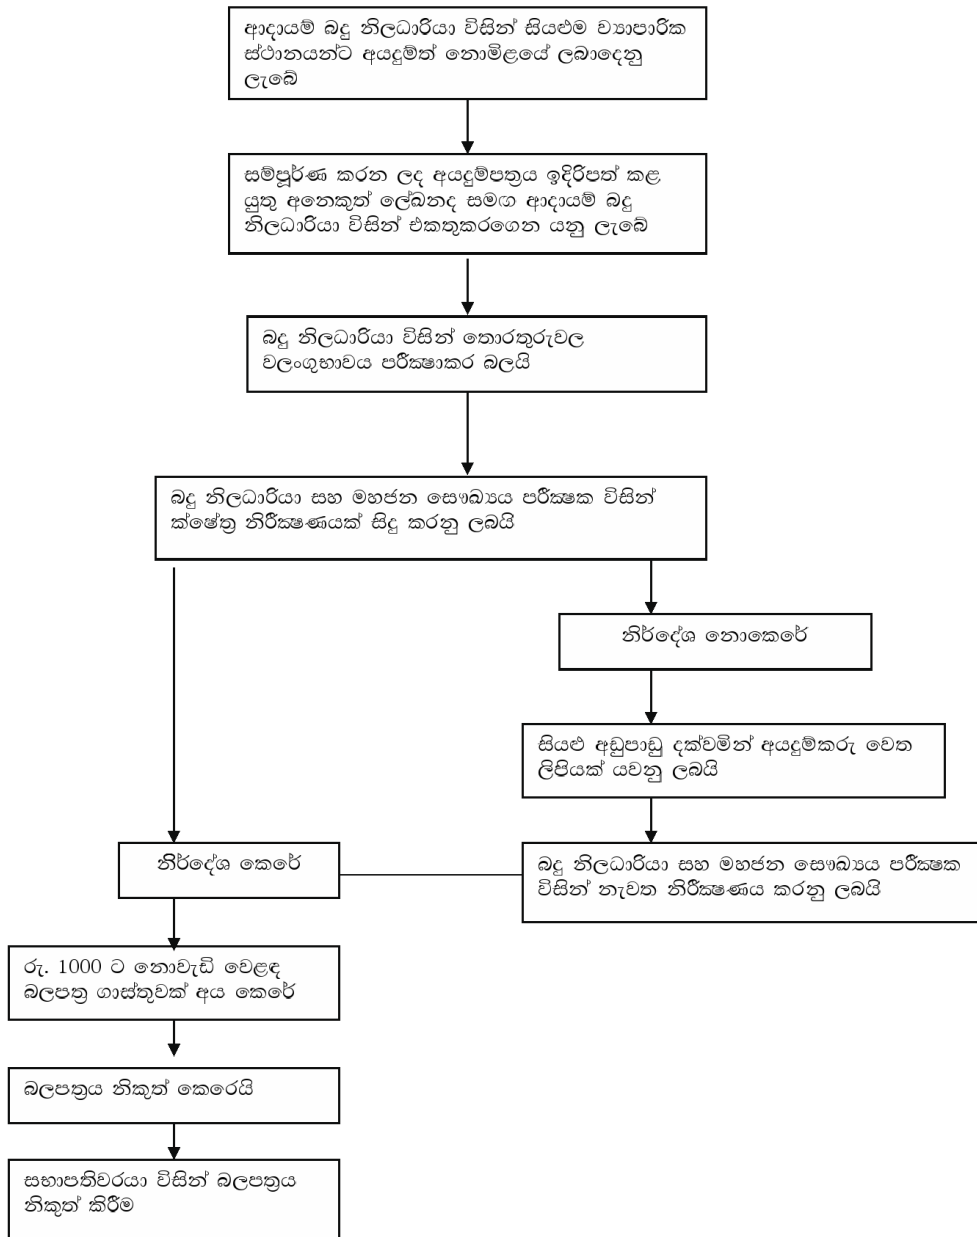 ආදායම් බදු නිලධාරියා විසින් සියළුම ව්‍යාපාරික
ස්ථානයන්ට අයදුම්පත් නොමිළයේ ලබාදෙනු
ලැබේ
සම්පූර්ණ කරන ලද අයදුම්පත්‍රය ඉදිරිපත් කළ
යුතු අනෙකුත් ලේඛනද සමඟ ආදායම් බදු
නිලධාරියා විසින් එකතුකරගෙන යනු ලැබේ
බදු නිලධාරියා විසින් තොරතුරුවල
වලංගුභාවය පරීක්‍ෂාකර බලයි
බදු නිලධාරියා සහ මහජන සෞඛ්‍යය පරීක්‍ෂක විසින්
ක්ෂේත්‍ර නිරීක්‍ෂණයක් සිදු කරනු ලබයි
නිර්දේශ නොකෙරේ
සියළු අඩුපාඩු දක්වමින් අයදුම්කරු වෙත
ලිපියක් යවනු ලබයි
නිර්දේශ කෙරේ
බදු නිලධාරියා සහ මහජන සෞඛ්‍යය පරීක්‍ෂක
විසින් නැවත නිරීක්‍ෂණය කරනු ලබයි
රු. 1000 ට නොවැඩි වෙළඳ
බලපත්‍ර ගාස්තුවක් අය කෙරේ
බලපත්‍රය නිකුත් කෙරෙයි
සභාපතිවරයා විසින් බලපත්‍රය
නිකුත් කිරීම